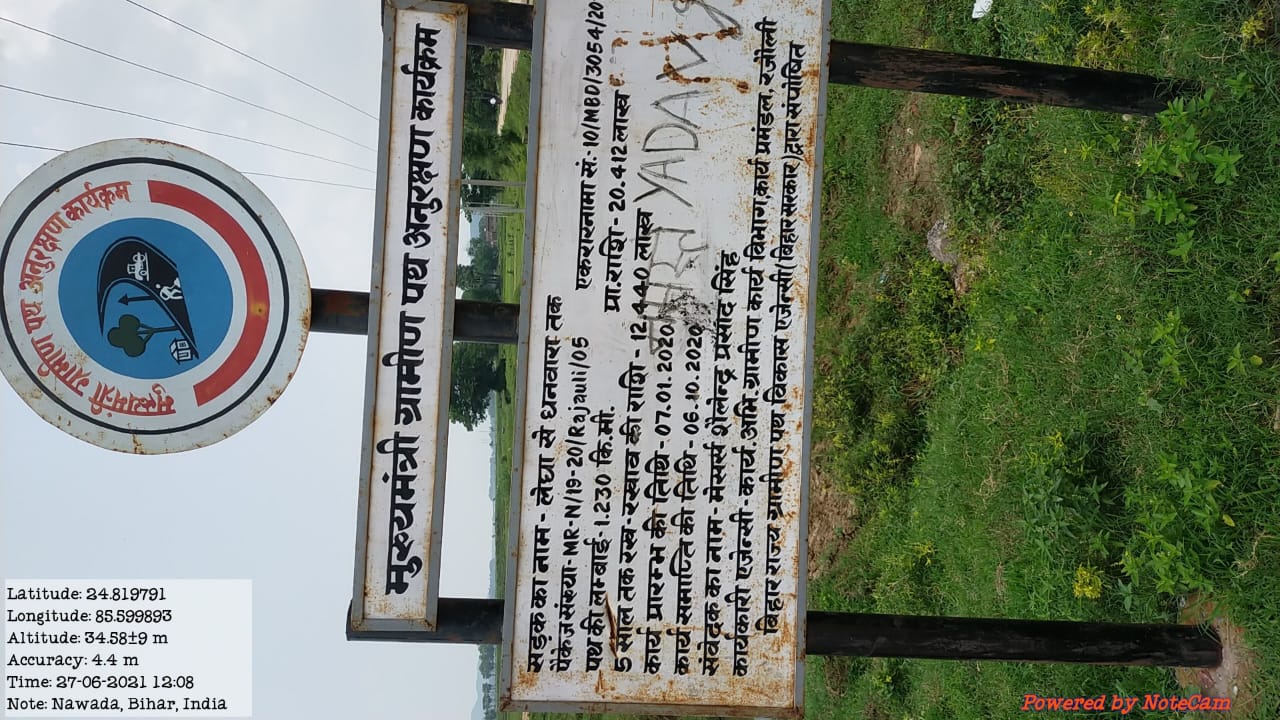 मुख्यमंत्री ग्रामीण पथ अनुरक्षण कार्यक्रम
मुख्यमंत्री ग्रामीण पथ अनुरक्षण कार्यक्रम
सड़क का नाम - लेघा से धनवारा तक
पैकेज संख्या - MR-N/19-20/Rajauli/05 एकरारनामा सं.- 10/MBD/3054/20
पथ की लम्बाई - 1.230 कि.मी. प्रा.राशि - 20.412 लाख
5 साल तक रख-रखाव की राशि - 12.440 लाख
कार्य प्रारम्भ की तिथि - 07.01.2020
कार्य समाप्ति की तिथि - 06.10.2020
संवेदक का नाम - मेसर्स शैलेन्द्र प्रसाद सिंह
कार्यकारी एजेन्सी - कार्य. अभि. ग्रामीण कार्य विभाग, कार्य प्रमंडल, रजौली
बिहार राज्य ग्रामीण पथ विकास एजेन्सी (बिहार सरकार) द्वारा संपोषित
YADAV
Latitude: 24.819791
Longitude: 85.599893
Altitude: 34.58±9 m
Accuracy: 4.4 m
Time: 27-06-2021 12:08
Note: Nawada, Bihar, India
Powered by NoteCam